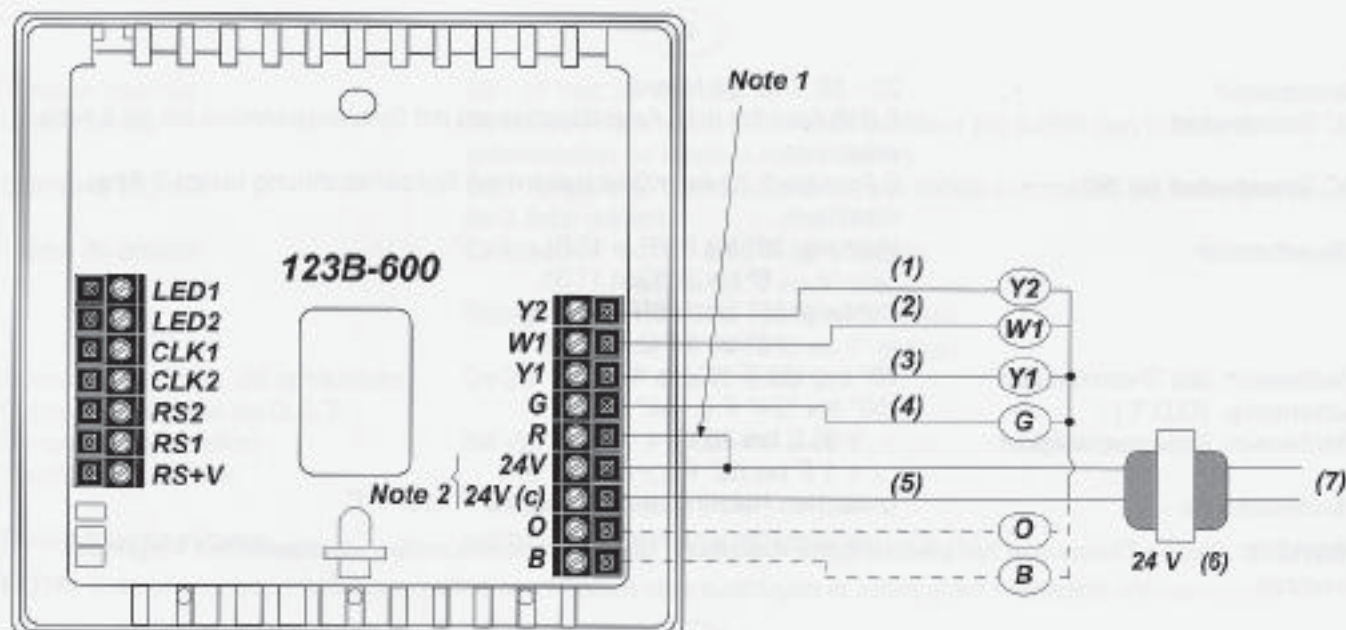 Note 1
123B-600
LED1
LED2
CLK1
CLK2
RS2
RS1
RS+V
Y2
W1
Y1
G
R
24V
Note 2 24V (c)
O
B
(1)
(2)
(3)
(4)
(5)
Y2
W1
Y1
G
O
B
24 V (6)
(7)